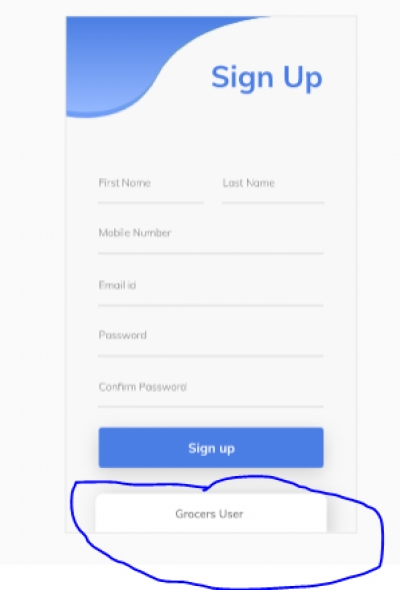 Sign Up
First Name Last Name
Mobile Number
Email id
Password
Confirm Password
Sign up
Grocers User